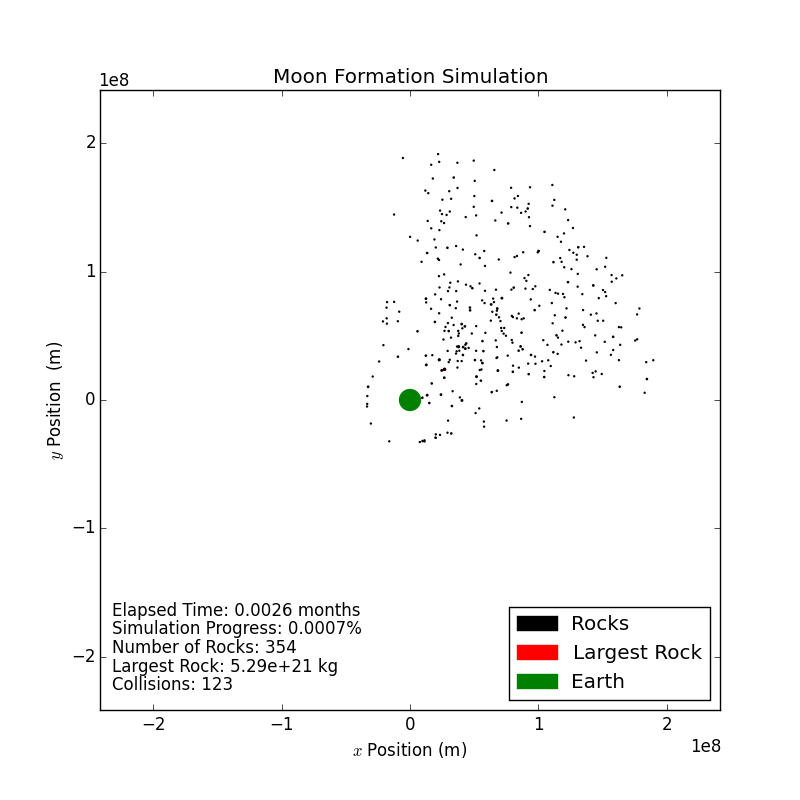 Moon Formation Simulation
1e8
2
1
0
−1
−2
y Position (m)
Elapsed Time: 0.0026 months
Simulation Progress: 0.0007%
Number of Rocks: 354
Largest Rock: 5.29e+21 kg
Collisions: 123
Rocks
Largest Rock
Earth
−2
−1
0
1
2
x Position (m)
1e8